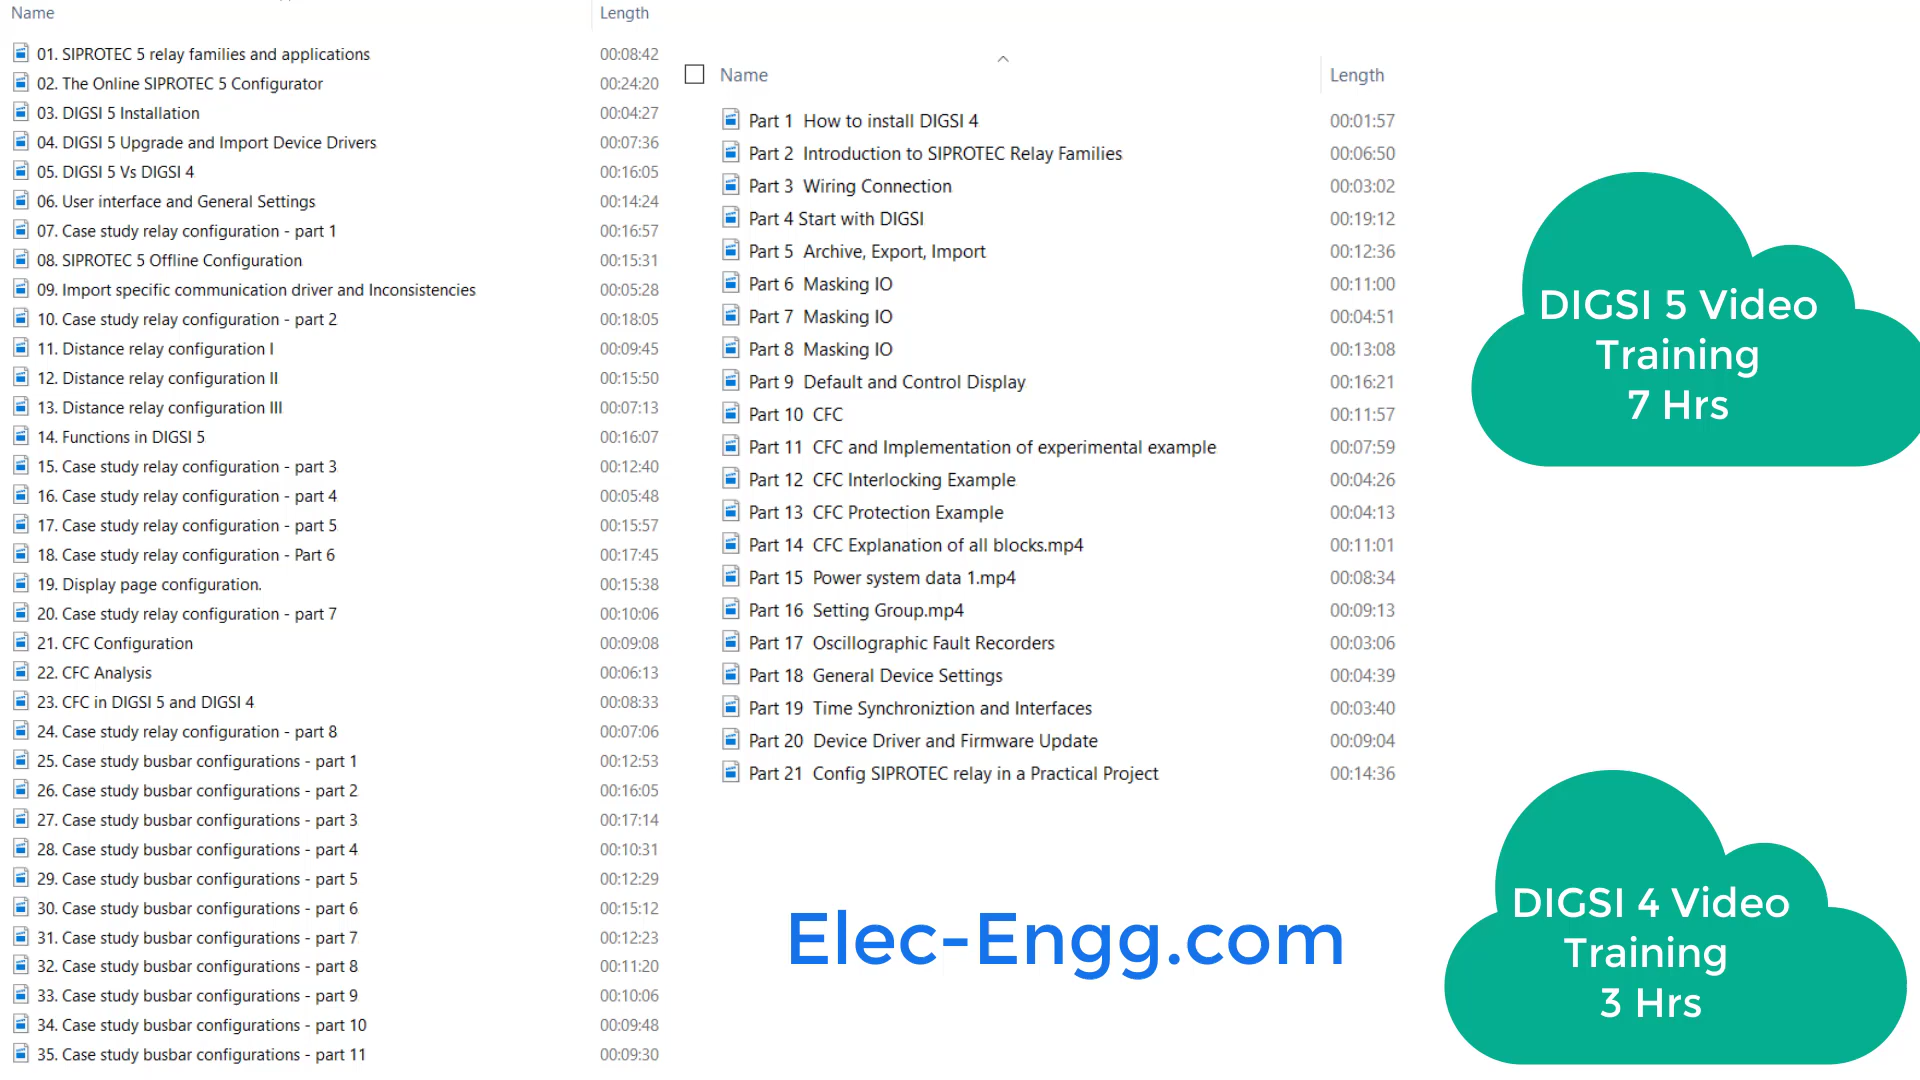 Name Length
01. SIPROTEC 5 relay families and applications 00:08:42
02. The Online SIPROTEC 5 Configurator 00:24:20
03. DIGSI 5 Installation 00:04:27
04. DIGSI 5 Upgrade and Import Device Drivers 00:07:36
05. DIGSI 5 Vs DIGSI 4 00:16:05
06. User interface and General Settings 00:14:24
07. Case study relay configuration - part 1 00:16:57
08. SIPROTEC 5 Offline Configuration 00:15:31
09. Import specific communication driver and Inconsistencies 00:05:28
10. Case study relay configuration - part 2 00:18:05
11. Distance relay configuration I 00:09:45
12. Distance relay configuration II 00:15:50
13. Distance relay configuration III 00:07:13
14. Functions in DIGSI 5 00:16:07
15. Case study relay configuration - part 3 00:12:40
16. Case study relay configuration - part 4 00:05:48
17. Case study relay configuration - part 5 00:15:57
18. Case study relay configuration - Part 6 00:17:45
19. Display page configuration. 00:15:38
20. Case study relay configuration - part 7 00:10:06
21. CFC Configuration 00:09:08
22. CFC Analysis 00:06:13
23. CFC in DIGSI 5 and DIGSI 4 00:08:33
24. Case study relay configuration - part 8 00:07:06
25. Case study busbar configurations - part 1 00:12:53
26. Case study busbar configurations - part 2 00:16:05
27. Case study busbar configurations - part 3 00:17:14
28. Case study busbar configurations - part 4 00:10:31
29. Case study busbar configurations - part 5 00:12:29
30. Case study busbar configurations - part 6 00:15:12
31. Case study busbar configurations - part 7 00:12:23
32. Case study busbar configurations - part 8 00:11:20
33. Case study busbar configurations - part 9 00:10:06
34. Case study busbar configurations - part 10 00:09:48
35. Case study busbar configurations - part 11 00:09:30
Name Length
Part 1 How to install DIGSI 4 00:01:57
Part 2 Introduction to SIPROTEC Relay Families 00:06:50
Part 3 Wiring Connection 00:03:02
Part 4 Start with DIGSI 00:19:12
Part 5 Archive, Export, Import 00:12:36
Part 6 Masking IO 00:11:00
Part 7 Masking IO 00:04:51
Part 8 Masking IO 00:13:08
Part 9 Default and Control Display 00:16:21
Part 10 CFC 00:11:57
Part 11 CFC and Implementation of experimental example 00:07:59
Part 12 CFC Interlocking Example 00:04:26
Part 13 CFC Protection Example 00:04:13
Part 14 CFC Explanation of all blocks.mp4 00:11:01
Part 15 Power system data 1.mp4 00:08:34
Part 16 Setting Group.mp4 00:09:13
Part 17 Oscillographic Fault Recorders 00:03:06
Part 18 General Device Settings 00:04:39
Part 19 Time Synchroniztion and Interfaces 00:03:40
Part 20 Device Driver and Firmware Update 00:09:04
Part 21 Config SIPROTEC relay in a Practical Project 00:14:36
Elec-Engg.com
DIGSI 5 Video
Training
7 Hrs
DIGSI 4 Video
Training
3 Hrs